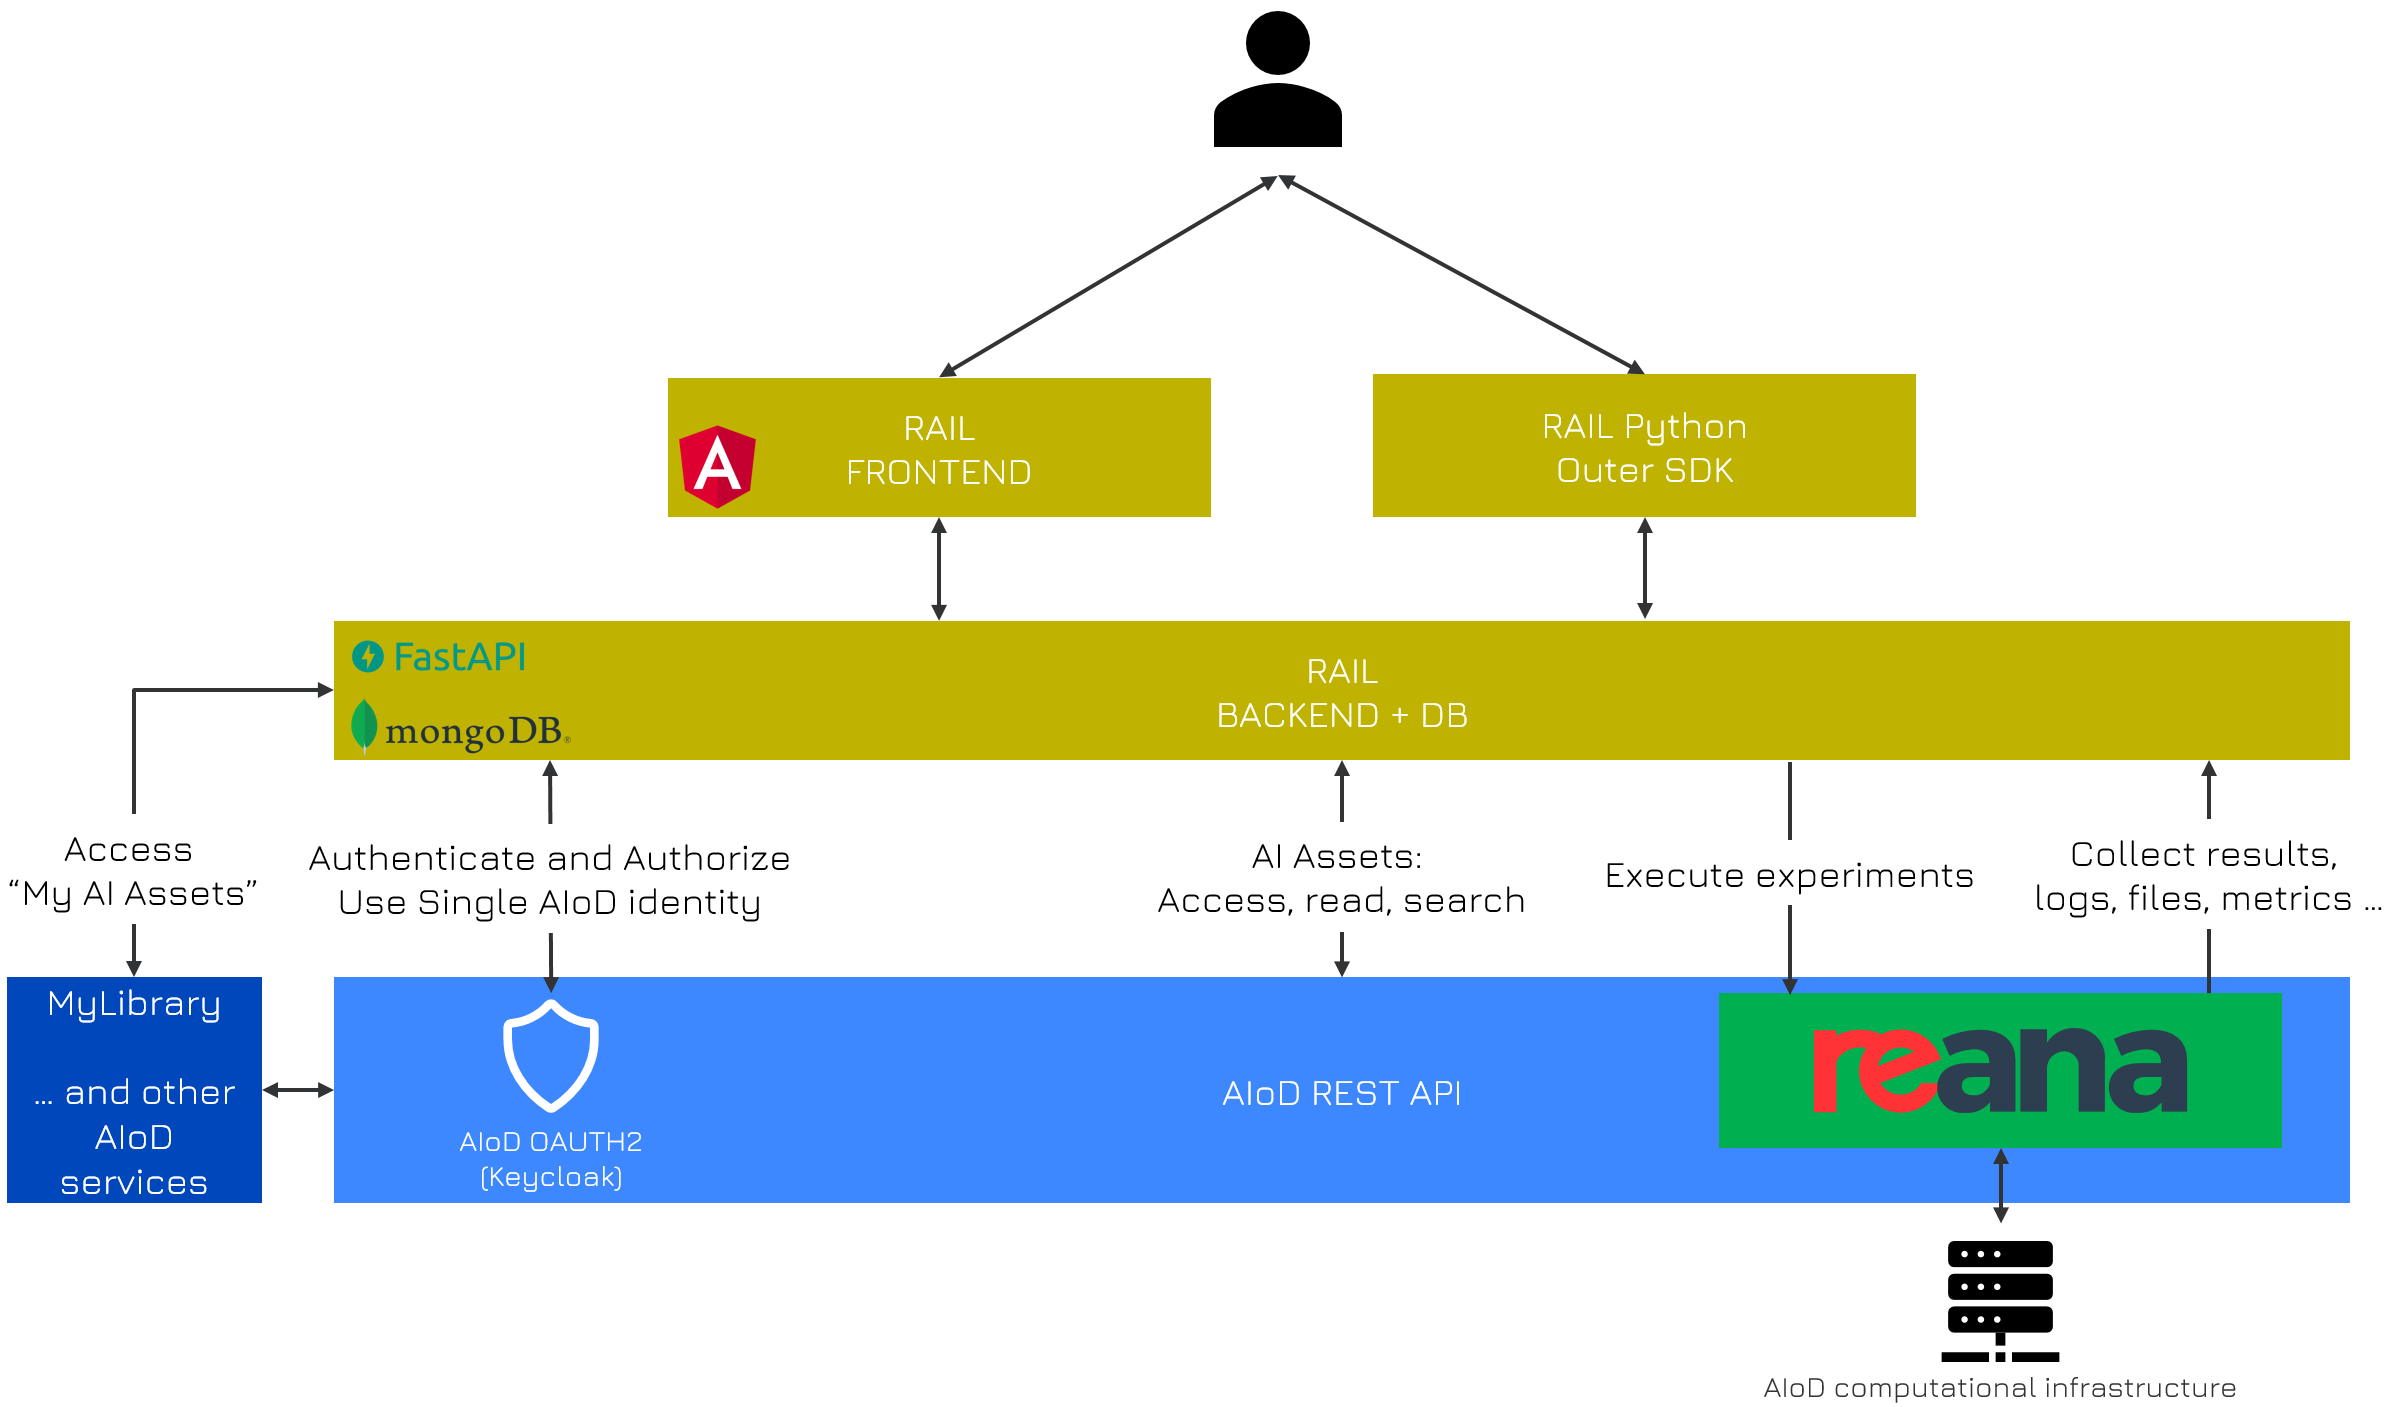 RAIL
FRONTEND
RAIL Python
Outer SDK
FastAPI
mongoDB®
RAIL
BACKEND + DB
Access
“My AI Assets”
Authenticate and Authorize
Use Single AIoD identity
AI Assets:
Access, read, search
Execute experiments
Collect results,
logs, files, metrics ...
MyLibrary
... and other
AIoD
services
AIoD OAUTH2
(Keycloak)
AIoD REST API
reana
AIoD computational infrastructure